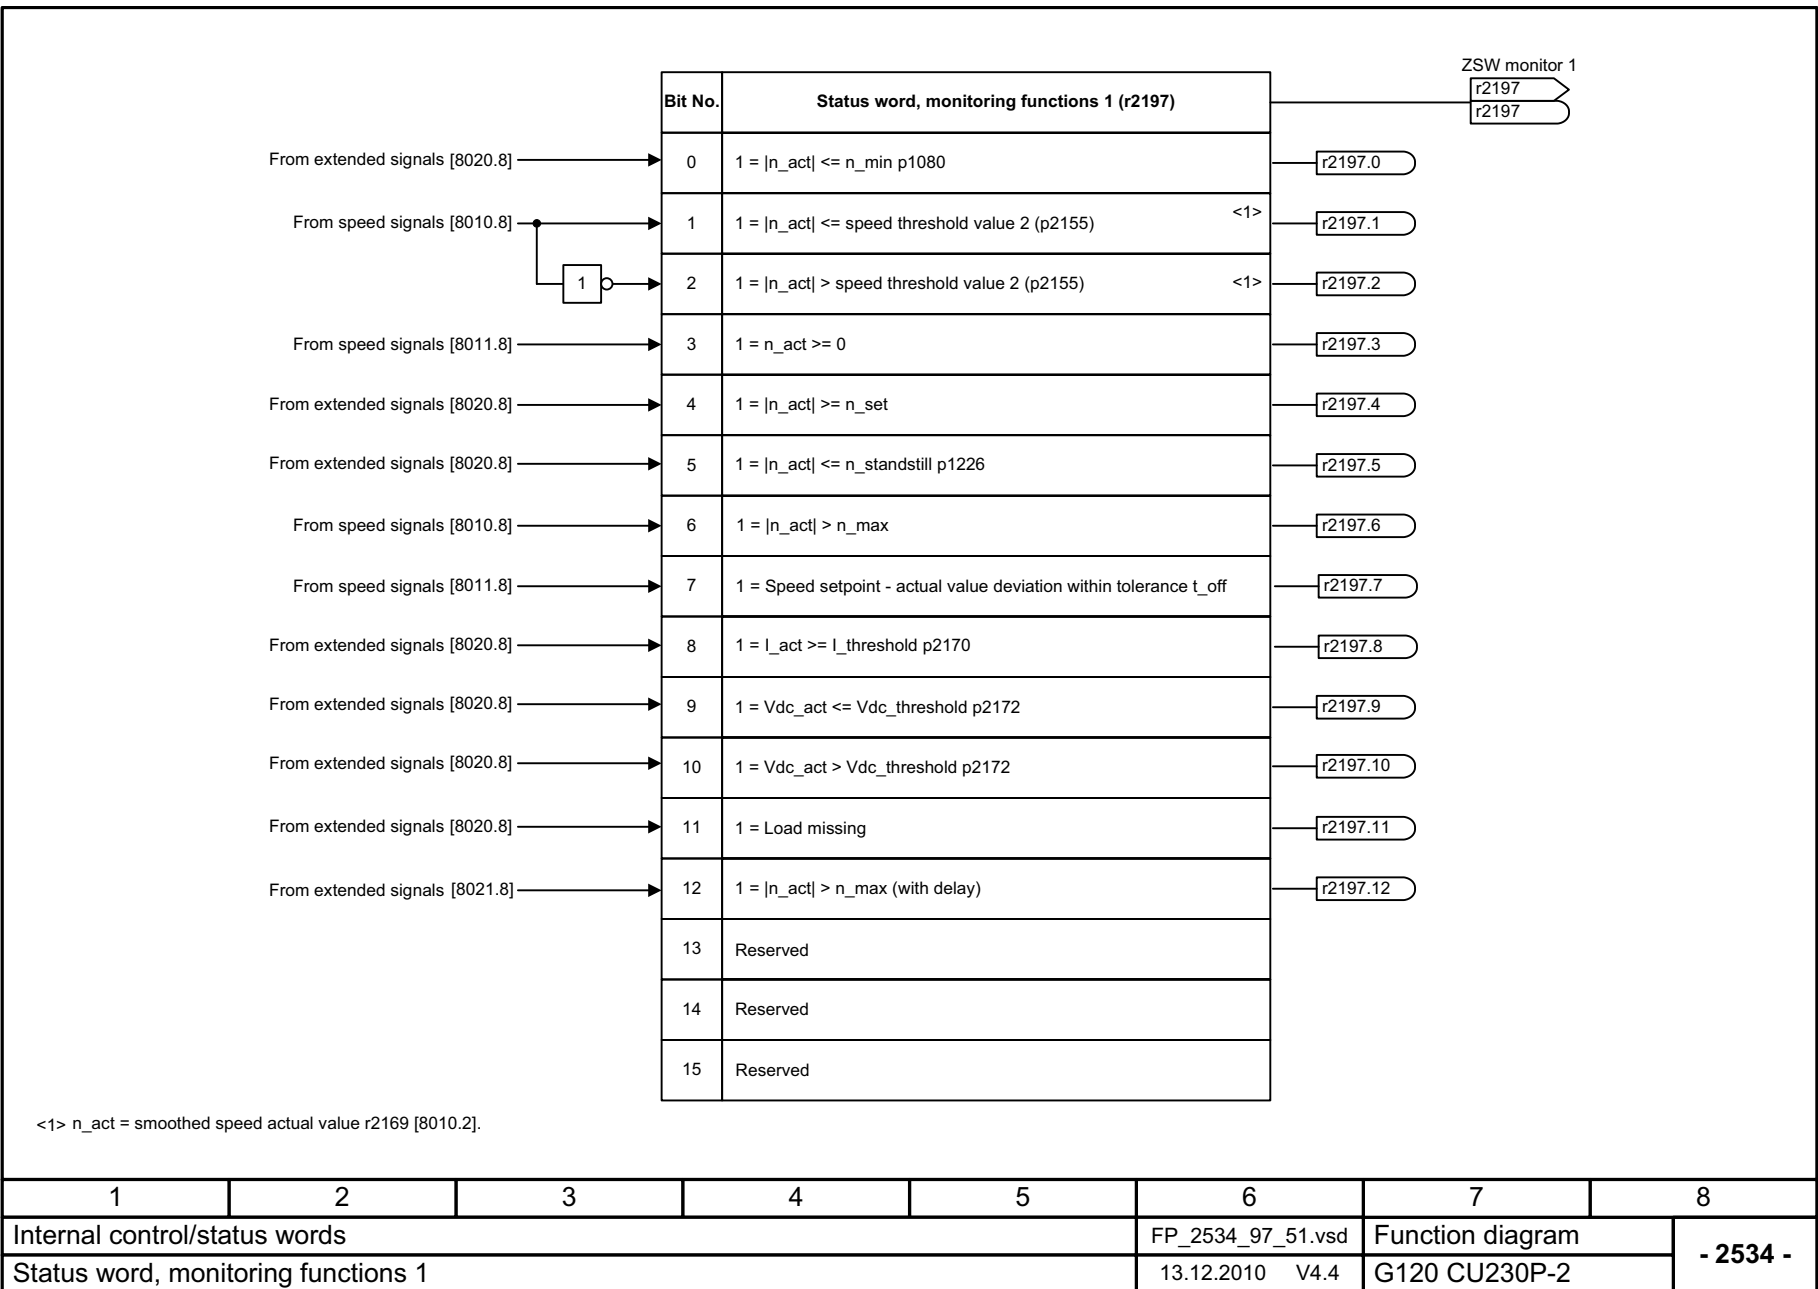 ZSW monitor 1
Bit No. Status word, monitoring functions 1 (r2197) r2197
r2197
From extended signals [8020.8] 0 1 = |n_act| <= n_min p1080 r2197.0
From speed signals [8010.8] 1 1 = |n_act| <= speed threshold value 2 (p2155) <1> r2197.1
1 2 1 = |n_act| > speed threshold value 2 (p2155) <1> r2197.2
From speed signals [8011.8] 3 1 = n_act >= 0 r2197.3
From extended signals [8020.8] 4 1 = |n_act| >= n_set r2197.4
From extended signals [8020.8] 5 1 = |n_act| <= n_standstill p1226 r2197.5
From speed signals [8010.8] 6 1 = |n_act| > n_max r2197.6
From speed signals [8011.8] 7 1 = Speed setpoint - actual value deviation within tolerance t_off r2197.7
From extended signals [8020.8] 8 1 = I_act >= I_threshold p2170 r2197.8
From extended signals [8020.8] 9 1 = Vdc_act <= Vdc_threshold p2172 r2197.9
From extended signals [8020.8] 10 1 = Vdc_act > Vdc_threshold p2172 r2197.10
From extended signals [8020.8] 11 1 = Load missing r2197.11
From extended signals [8021.8] 12 1 = |n_act| > n_max (with delay) r2197.12
13 Reserved
14 Reserved
15 Reserved
<1> n_act = smoothed speed actual value r2169 [8010.2].
1 2 3 4 5 6 7 8
Internal control/status words FP_2534_97_51.vsd Function diagram - 2534 -
Status word, monitoring functions 1 13.12.2010 V4.4 G120 CU230P-2